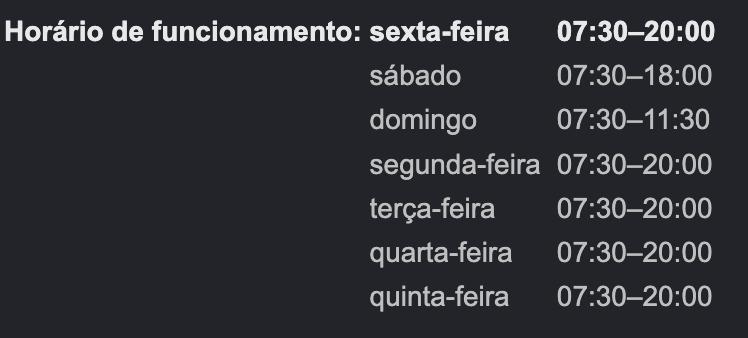 Horário de funcionamento: sexta-feira 07:30–20:00
sábado 07:30–18:00
domingo 07:30–11:30
segunda-feira 07:30–20:00
terça-feira 07:30–20:00
quarta-feira 07:30–20:00
quinta-feira 07:30–20:00